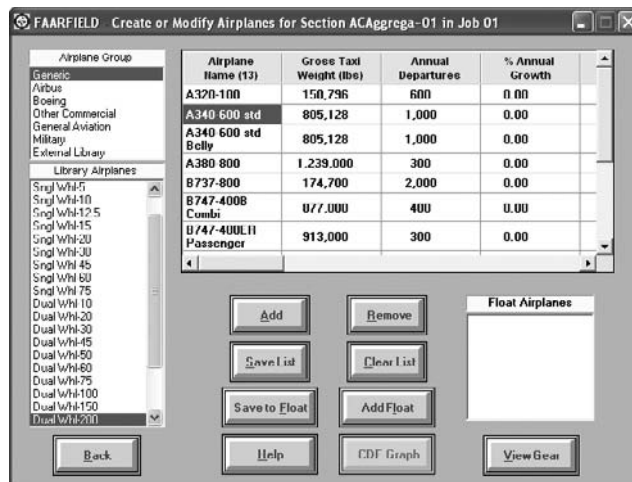 FAARFIELD - Create or Modify Airplanes for Section ACAggrega-01 in Job 01
Airplane Group
Generic
Airbus
Boeing
Other Commercial
General Aviation
Military
External Library
Library Airplanes
Sngl Whl-5
Sngl Whl-10
Sngl Whl-12.5
Sngl Whl-15
Sngl Whl-20
Sngl Whl-30
Sngl Whl-45
Sngl Whl-60
Sngl Whl-75
Dual Whl-10
Dual Whl-20
Dual Whl-30
Dual Whl-45
Dual Whl-50
Dual Whl-60
Dual Whl-75
Dual Whl-100
Dual Whl-150
Dual Whl-200
Airplane Name (13) Gross Taxi Weight (lbs) Annual Departures % Annual Growth
A320-100 150,796 600 0.00
A340-600 std 805,128 1,000 0.00
A340-600 std Belly 805,128 1,000 0.00
A380-800 1,239,000 300 0.00
B737-800 174,700 2,000 0.00
B747-400B Combi 877,000 400 0.00
B747-400ER Passenger 913,000 300 0.00
Add
Remove
Save List
Clear List
Save to Float
Add Float
Help
CDF Graph
Float Airplanes
Back
View Gear